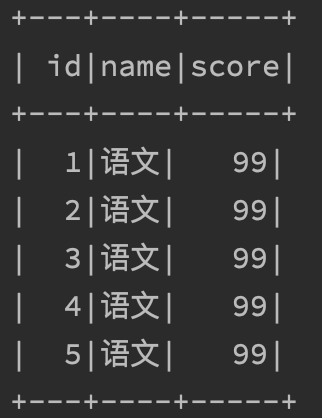 +---+----+-----+
| id|name|score|
+---+----+-----+
|  1|语文|   99|
|  2|语文|   99|
|  3|语文|   99|
|  4|语文|   99|
|  5|语文|   99|
+---+----+-----+